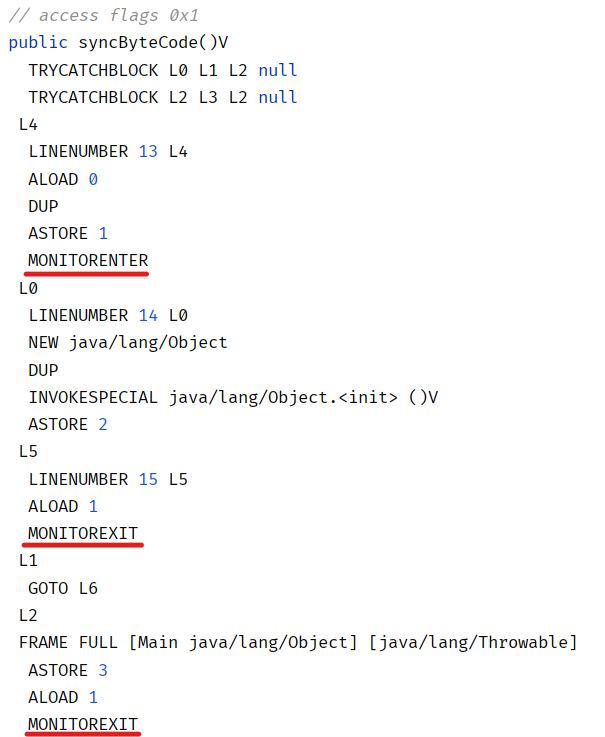 // access flags 0x1
public syncByteCode()V
TRYCATCHBLOCK L0 L1 L2 null
TRYCATCHBLOCK L2 L3 L2 null
L4
LINENUMBER 13 L4
ALOAD 0
DUP
ASTORE 1
MONITORENTER
L0
LINENUMBER 14 L0
NEW java/lang/Object
DUP
INVOKESPECIAL java/lang/Object.<init> ()V
ASTORE 2
L5
LINENUMBER 15 L5
ALOAD 1
MONITOREXIT
L1
GOTO L6
L2
FRAME FULL [Main java/lang/Object] [java/lang/Throwable]
ASTORE 3
ALOAD 1
MONITOREXIT